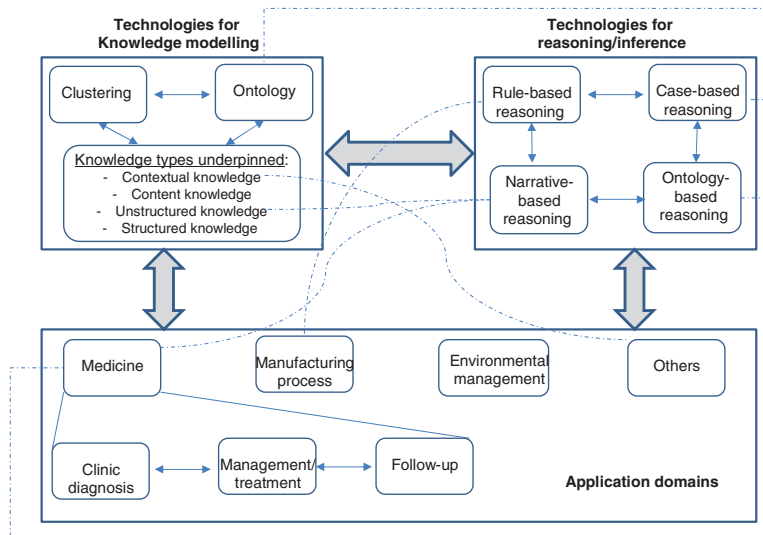 Technologies for
Knowledge modelling
Technologies for
reasoning/inference
Clustering
Ontology
Knowledge types underpinned:
- Contextual knowledge
- Content knowledge
- Unstructured knowledge
- Structured knowledge
Rule-based
reasoning
Case-based
reasoning
Narrative-
based
reasoning
Ontology-
based
reasoning
Medicine
Manufacturing
process
Environmental
management
Others
Clinic
diagnosis
Management/
treatment
Follow-up
Application domains